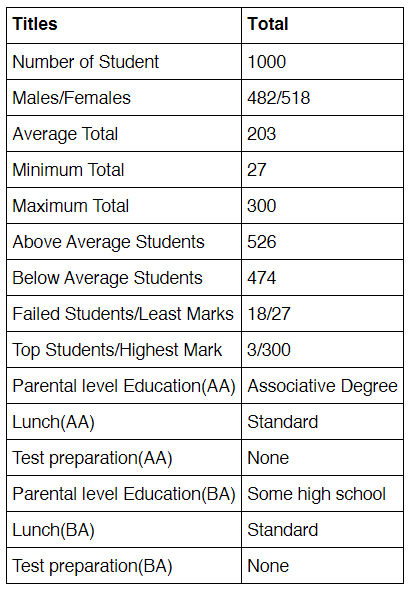 Titles Total
Number of Student 1000
Males/Females 482/518
Average Total 203
Minimum Total 27
Maximum Total 300
Above Average Students 526
Below Average Students 474
Failed Students/Least Marks 18/27
Top Students/Highest Mark 3/300
Parental level Education(AA) Associative Degree
Lunch(AA) Standard
Test preparation(AA) None
Parental level Education(BA) Some high school
Lunch(BA) Standard
Test preparation(BA) None